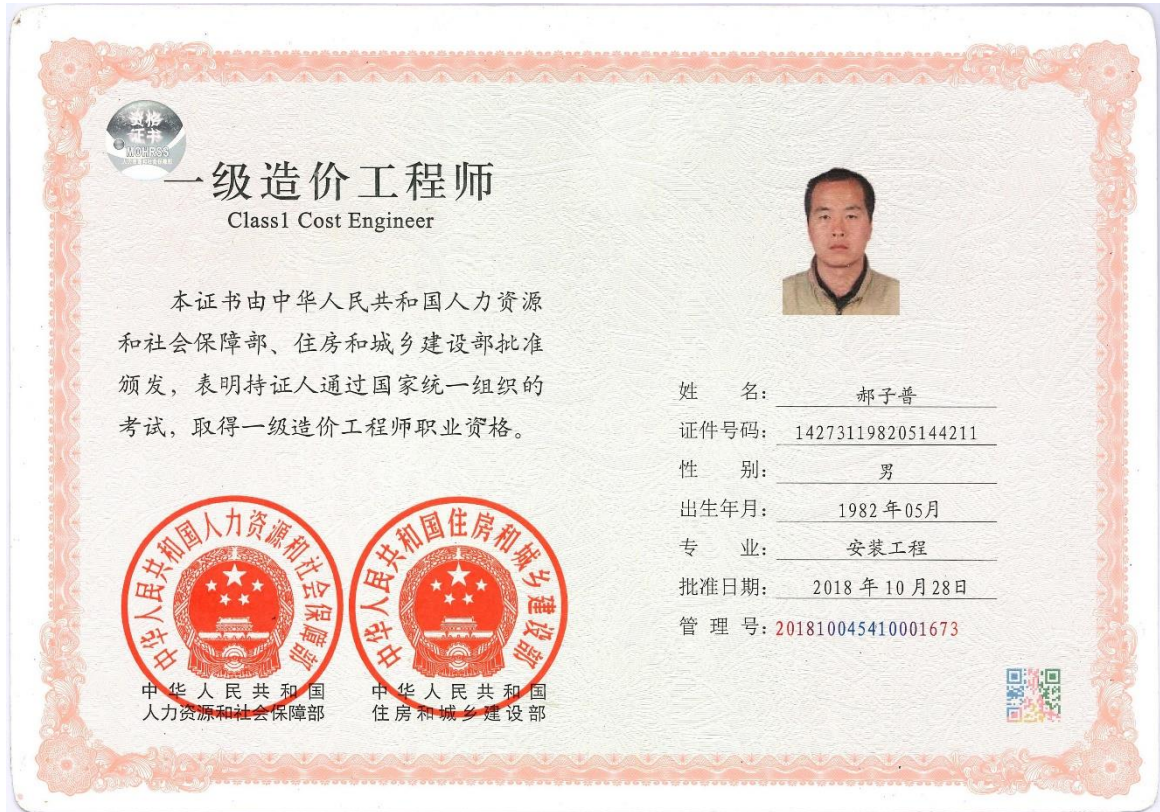 资格
证书
MOHRSS
一级造价工程师
Class1 Cost Engineer
本证书由中华人民共和国人力资源
和社会保障部、住房和城乡建设部批准
颁发，表明持证人通过国家统一组织的
考试，取得一级造价工程师职业资格。
中华人民共和国人力资源和社会保障部
中华人民共和国住房和城乡建设部
中华人民共和国
人力资源和社会保障部
中华人民共和国
住房和城乡建设部
姓 名：郝子普
证件号码：142731198205144211
性 别：男
出生年月：1982年05月
专 业：安装工程
批准日期：2018年10月28日
管 理 号：201810045410001673